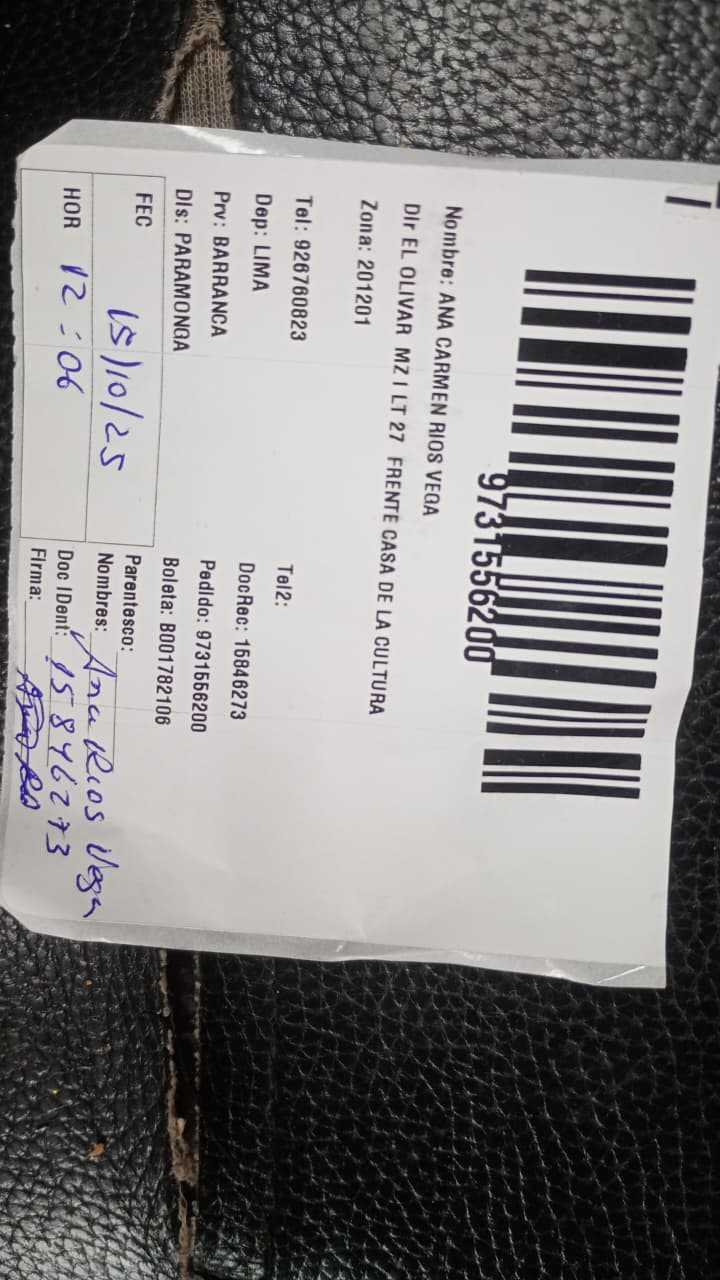 9731556200
Nombre: ANA CARMEN RIOS VEGA
Dir EL OLIVAR MZ I LT 27 FRENTE CASA DE LA CULTURA
Zona: 201201
Tel: 926760823 Tel2:
Dep: LIMA DocRec: 15846273
Prv: BARRANCA Pedido: 9731556200
Dis: PARAMONGA Boleta: B001782106
FEC 15/10/25 Parentesco:
Nombres: Ana Rios Vega
HOR 12:06 Doc IDent: 15846273
Firma: